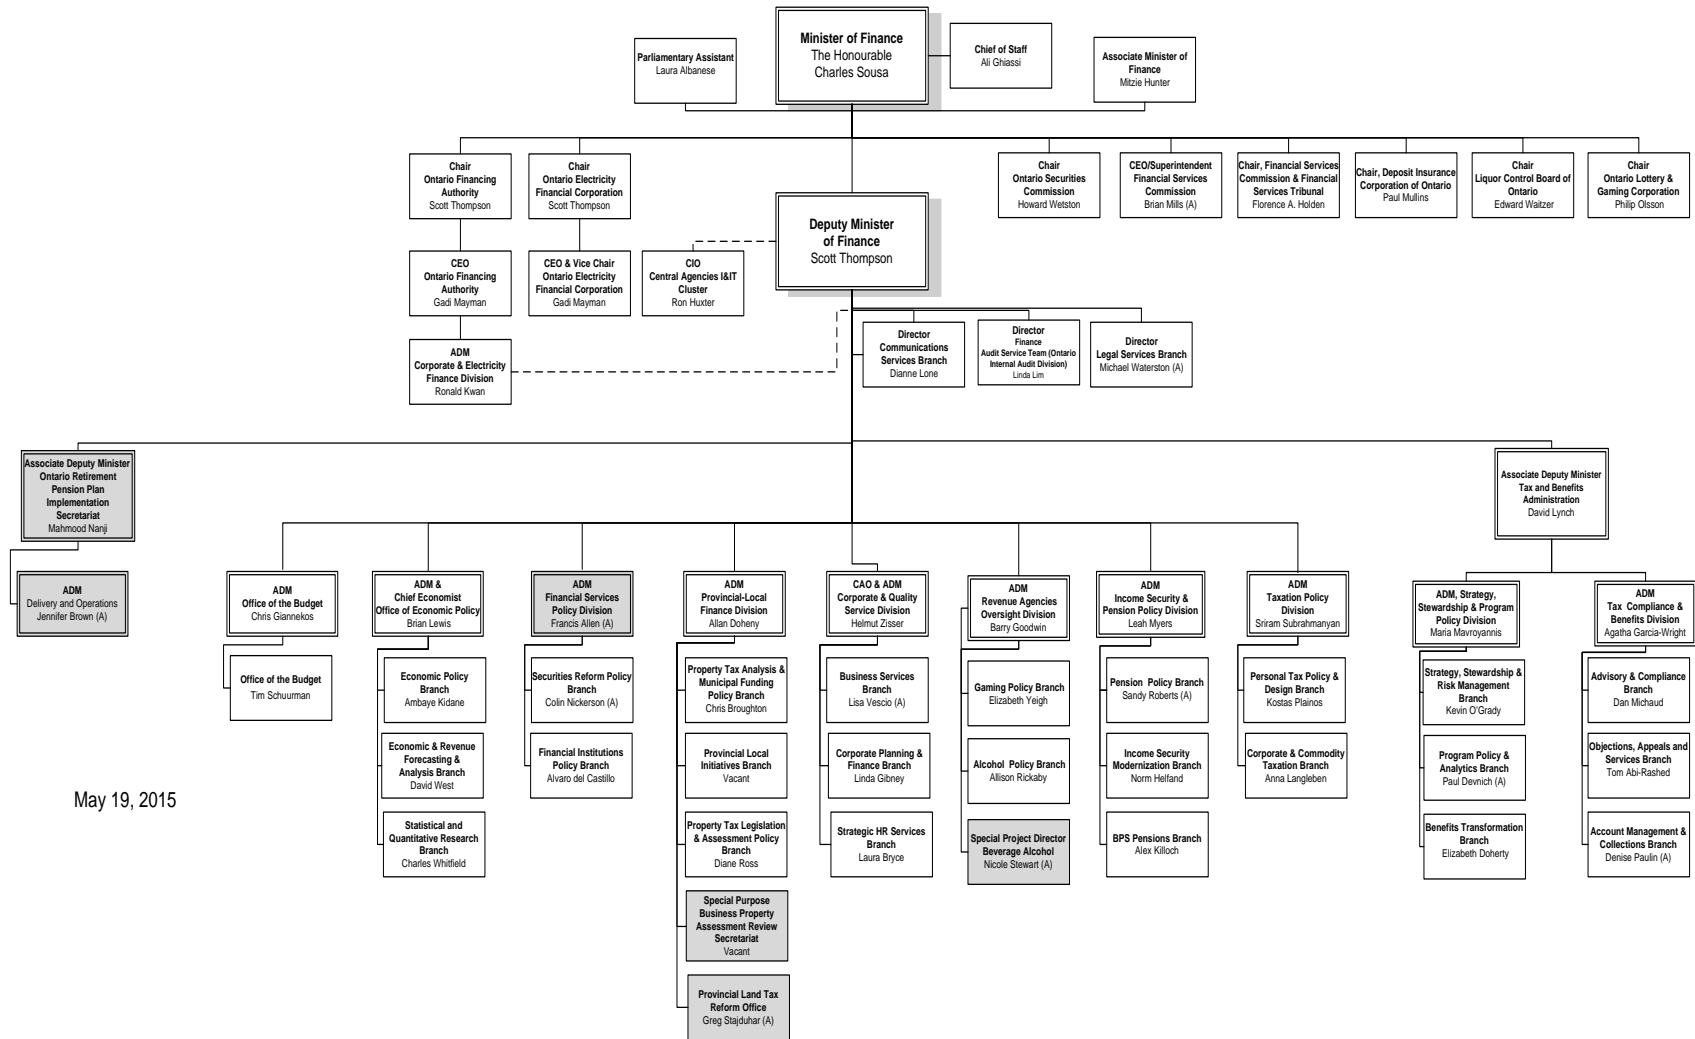 Minister of Finance
The Honourable
Charles Sousa
Parliamentary Assistant
Laura Albanese
Chief of Staff
Ali Ghiassi
Associate Minister of
Finance
Mitzie Hunter
Chair
Ontario Financing
Authority
Scott Thompson
Chair
Ontario Electricity
Financial Corporation
Scott Thompson
Chair
Ontario Securities
Commission
Howard Wetston
CEO/Superintendent
Financial Services
Commission
Brian Mills (A)
Chair, Financial Services
Commission & Financial
Services Tribunal
Florence A. Holden
Chair, Deposit Insurance
Corporation of Ontario
Paul Mullins
Chair
Liquor Control Board of
Ontario
Edward Waitzer
Chair
Ontario Lottery &
Gaming Corporation
Philip Olsson
Deputy Minister
of Finance
Scott Thompson
CEO
Ontario Financing
Authority
Gadi Mayman
CEO & Vice Chair
Ontario Electricity
Financial Corporation
Gadi Mayman
CIO
Central Agencies I&IT
Cluster
Ron Huxter
ADM
Corporate & Electricity
Finance Division
Ronald Kwan
Director
Communications
Services Branch
Dianne Lone
Director
Finance
Audit Service Team (Ontario
Internal Audit Division)
Linda Lim
Director
Legal Services Branch
Michael Waterston (A)
Associate Deputy Minister
Ontario Retirement
Pension Plan
Implementation
Secretariat
Mahmood Nanji
Associate Deputy Minister
Tax and Benefits
Administration
David Lynch
ADM
Delivery and Operations
Jennifer Brown (A)
ADM
Office of the Budget
Chris Giannekos
ADM &
Chief Economist
Office of Economic Policy
Brian Lewis
ADM
Financial Services
Policy Division
Francis Allen (A)
ADM
Provincial-Local
Finance Division
Allan Doheny
CAO & ADM
Corporate & Quality
Service Division
Helmut Zisser
ADM
Revenue Agencies
Oversight Division
Barry Goodwin
ADM
Income Security &
Pension Policy Division
Leah Myers
ADM
Taxation Policy
Division
Sriram Subrahmanyan
ADM, Strategy,
Stewardship & Program
Policy Division
Maria Mavroyannis
ADM
Tax Compliance &
Benefits Division
Agatha Garcia-Wright
Office of the Budget
Tim Schuurman
Economic Policy
Branch
Ambaye Kidane
Securities Reform Policy
Branch
Colin Nickerson (A)
Property Tax Analysis &
Municipal Funding
Policy Branch
Chris Broughton
Business Services
Branch
Lisa Vescio (A)
Gaming Policy Branch
Elizabeth Yeigh
Pension Policy Branch
Sandy Roberts (A)
Personal Tax Policy &
Design Branch
Kostas Plainos
Strategy, Stewardship &
Risk Management
Branch
Kevin O'Grady
Advisory & Compliance
Branch
Dan Michaud
Economic & Revenue
Forecasting &
Analysis Branch
David West
Financial Institutions
Policy Branch
Alvaro del Castillo
Provincial Local
Initiatives Branch
Vacant
Corporate Planning &
Finance Branch
Linda Gibney
Alcohol Policy Branch
Allison Rickaby
Income Security
Modernization Branch
Norm Helfand
Corporate & Commodity
Taxation Branch
Anna Langleben
Program Policy &
Analytics Branch
Paul Devnich (A)
Objections, Appeals and
Services Branch
Tom Abi-Rashed
May 19, 2015
Statistical and
Quantitative Research
Branch
Charles Whitfield
Property Tax Legislation
& Assessment Policy
Branch
Diane Ross
Strategic HR Services
Branch
Laura Bryce
Special Project Director
Beverage Alcohol
Nicole Stewart (A)
BPS Pensions Branch
Alex Killoch
Benefits Transformation
Branch
Elizabeth Doherty
Account Management &
Collections Branch
Denise Paulin (A)
Special Purpose
Business Property
Assessment Review
Secretariat
Vacant
Provincial Land Tax
Reform Office
Greg Stajduhar (A)